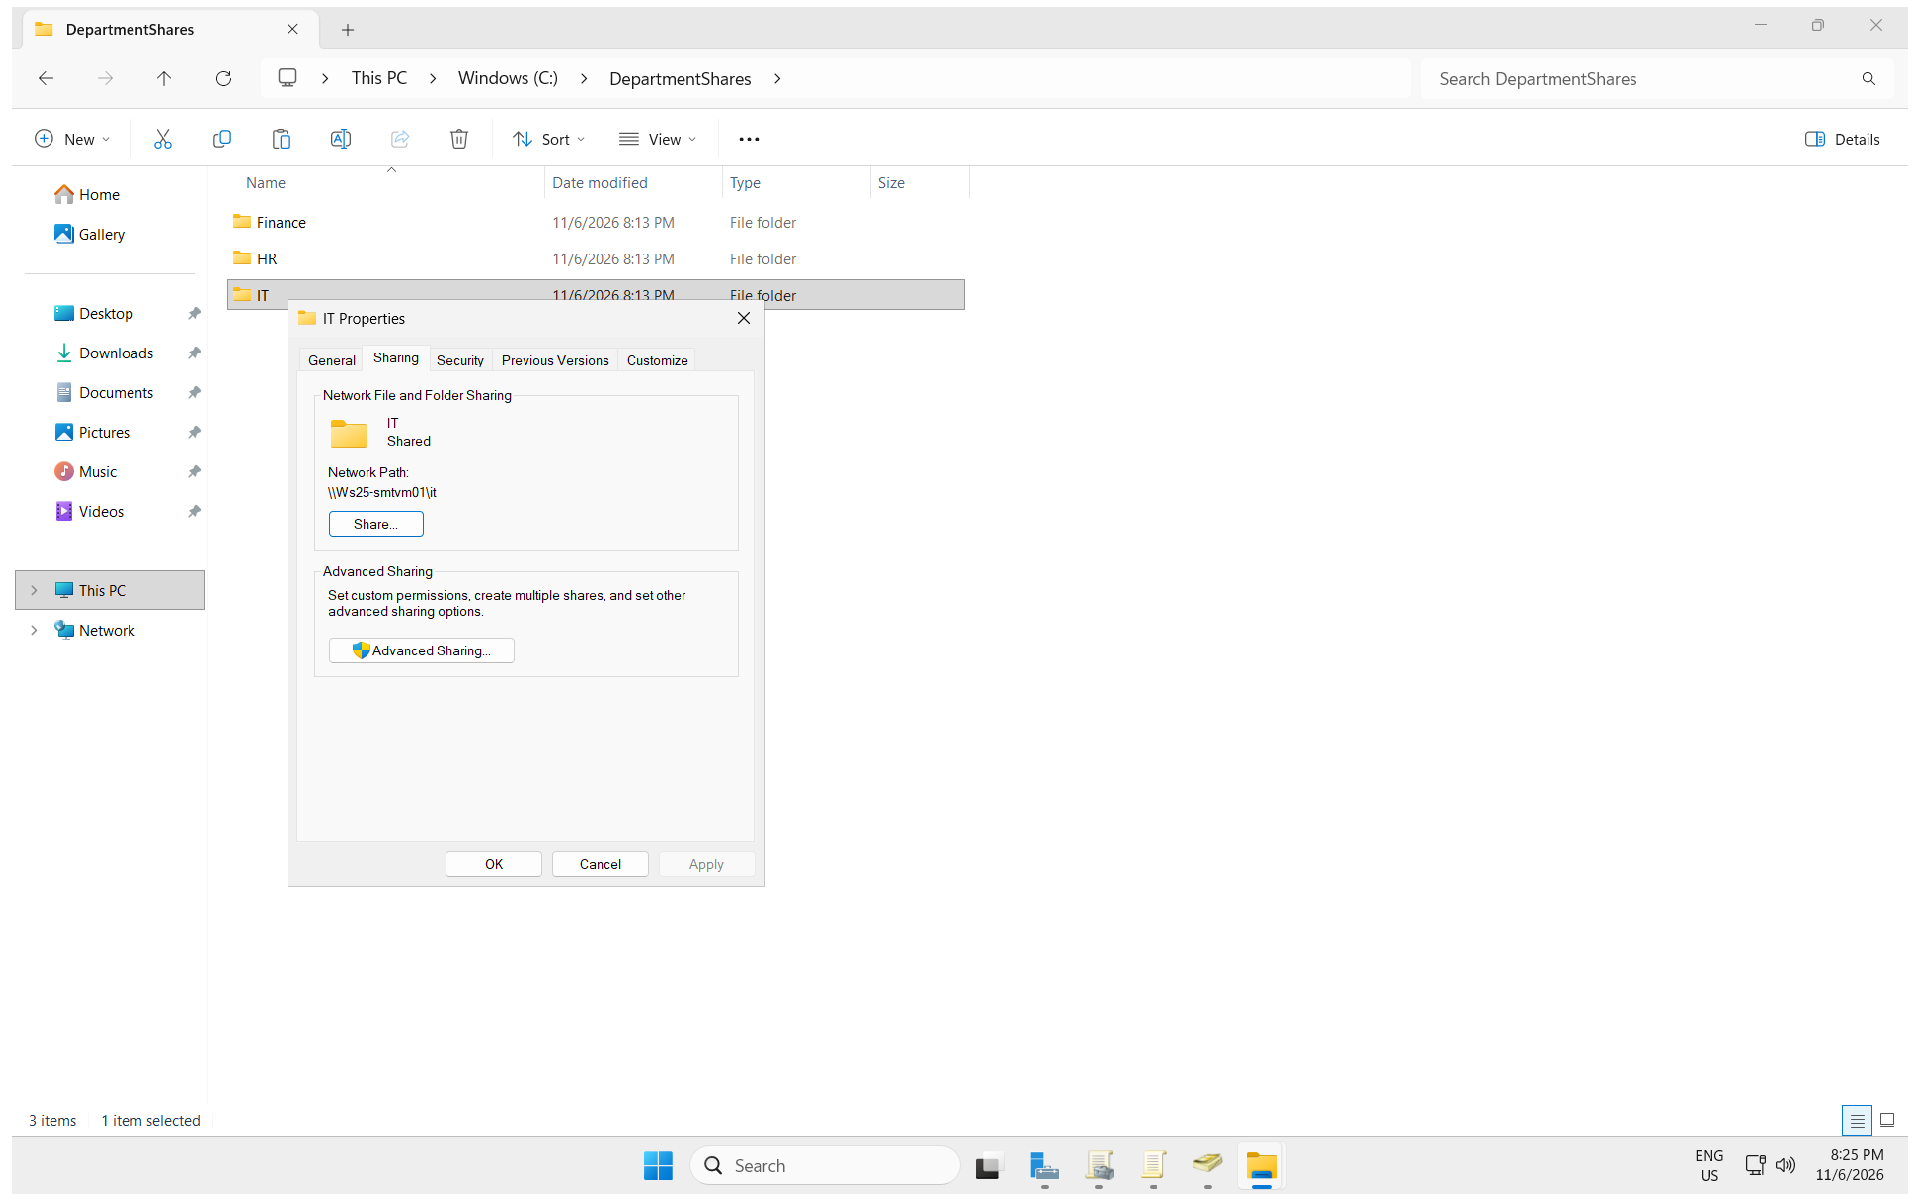 DepartmentShares
This PC
Windows (C:)
DepartmentShares
Search DepartmentShares
New
Sort
View
Details
Name
Date modified
Type
Size
Home
Gallery
Desktop
Downloads
Documents
Pictures
Music
Videos
This PC
Network
Finance 11/6/2026 8:13 PM File folder
HR 11/6/2026 8:13 PM File folder
IT 11/6/2026 8:13 PM File folder
IT Properties
General
Sharing
Security
Previous Versions
Customize
Network File and Folder Sharing
IT
Shared
Network Path:
\\Ws25-smtvm01\it
Share...
Advanced Sharing
Set custom permissions, create multiple shares, and set other
advanced sharing options.
Advanced Sharing...
OK
Cancel
Apply
3 items
1 item selected
Search
ENG
US
8:25 PM
11/6/2026